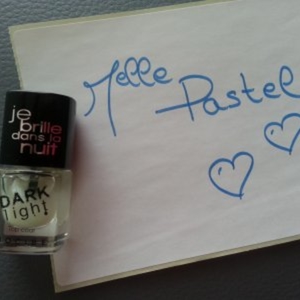 je
brille
dans la
nuit
DARK
light
Melle
Pastel